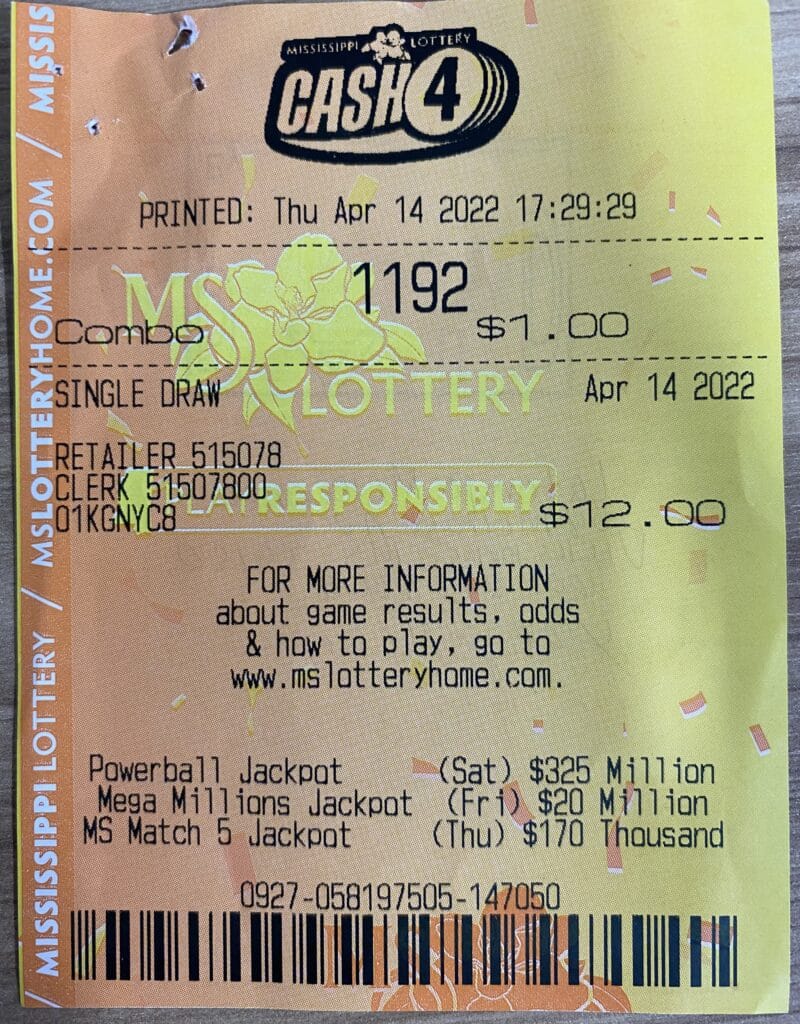 MISSISSIPPI LOTTERY
CASH 4
PRINTED: Thu Apr 14 2022 17:29:29
1192
Combo $1.00
SINGLE DRAW Apr 14 2022
MS LOTTERY
RETAILER 515078
CLERK 51507800
PLAY RESPONSIBLY
01KGNYC8 $12.00
FOR MORE INFORMATION
about game results, odds
& how to play, go to
www.mslotteryhome.com.
Powerball Jackpot (Sat) $325 Million
Mega Millions Jackpot (Fri) $20 Million
MS Match 5 Jackpot (Thu) $170 Thousand
0927-058197505-147050
MS
/ MISSISSIPPI LOTTERY / MSLOTTERYHOME.COM / MISSIS